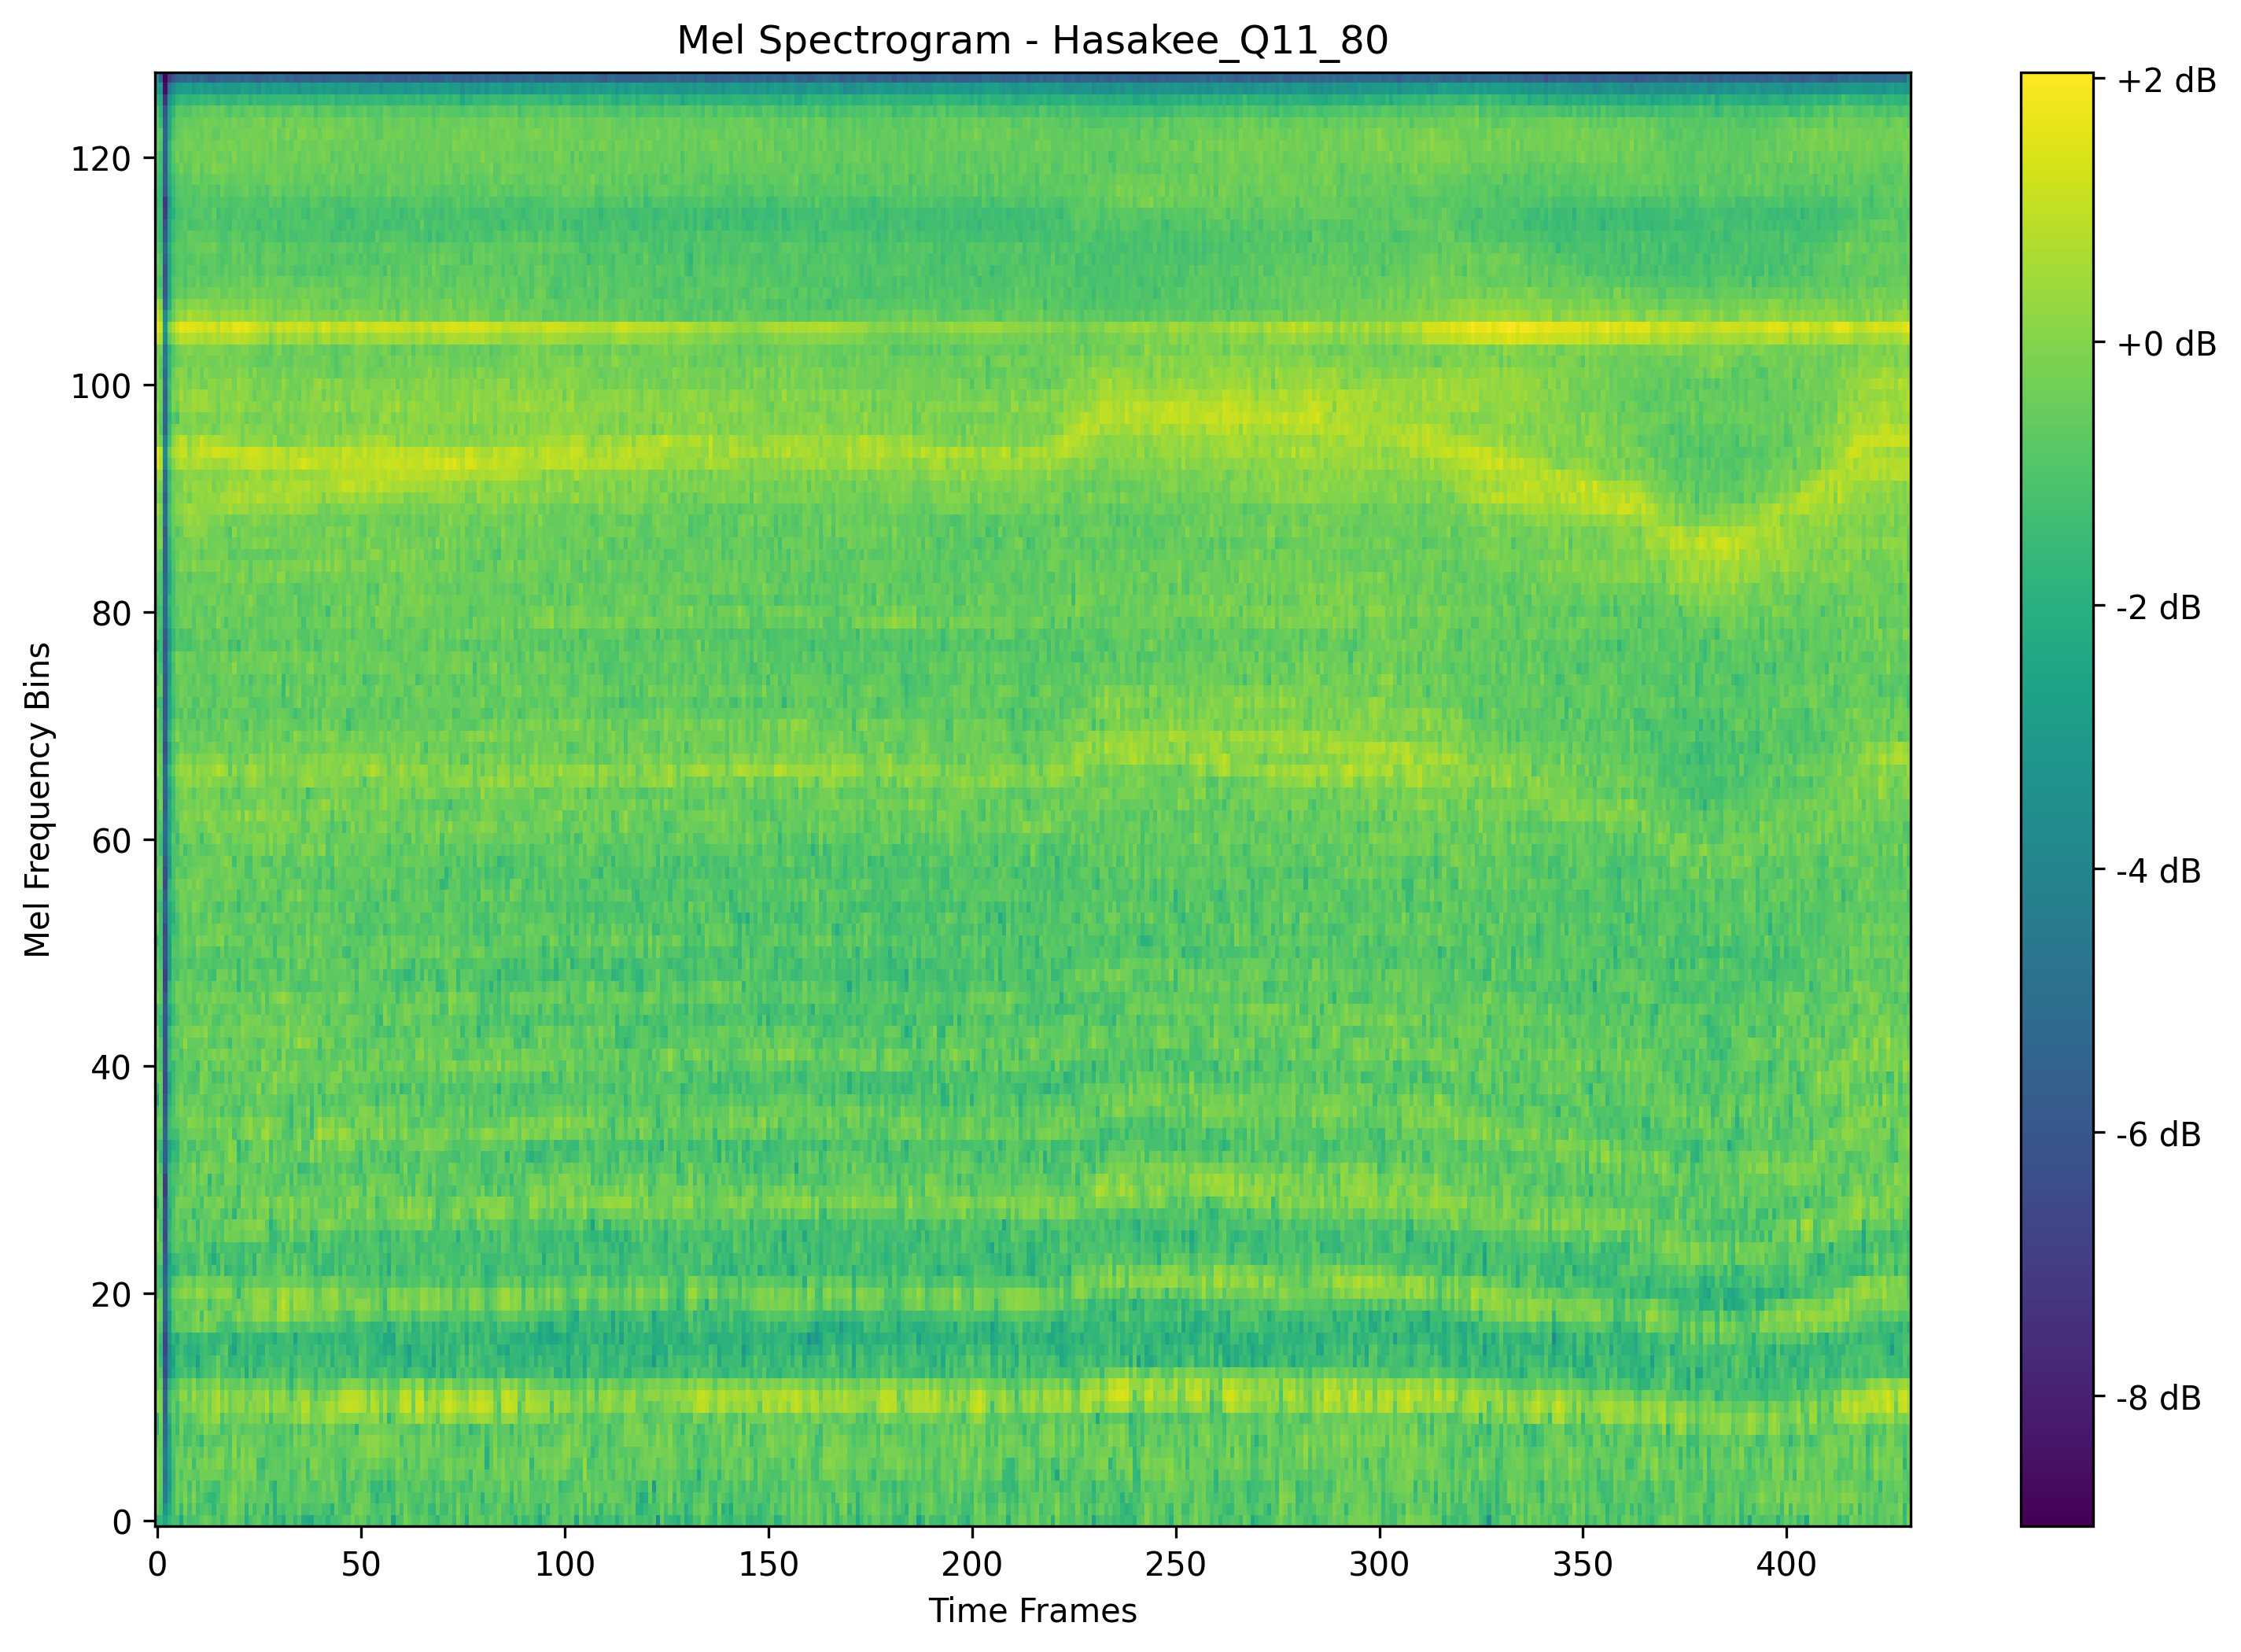 Mel Spectrogram - Hasakee_Q11_80
Mel Frequency Bins
120
100
80
60
40
20
0
0 50 100 150 200 250 300 350 400
Time Frames
+2 dB
+0 dB
-2 dB
-4 dB
-6 dB
-8 dB